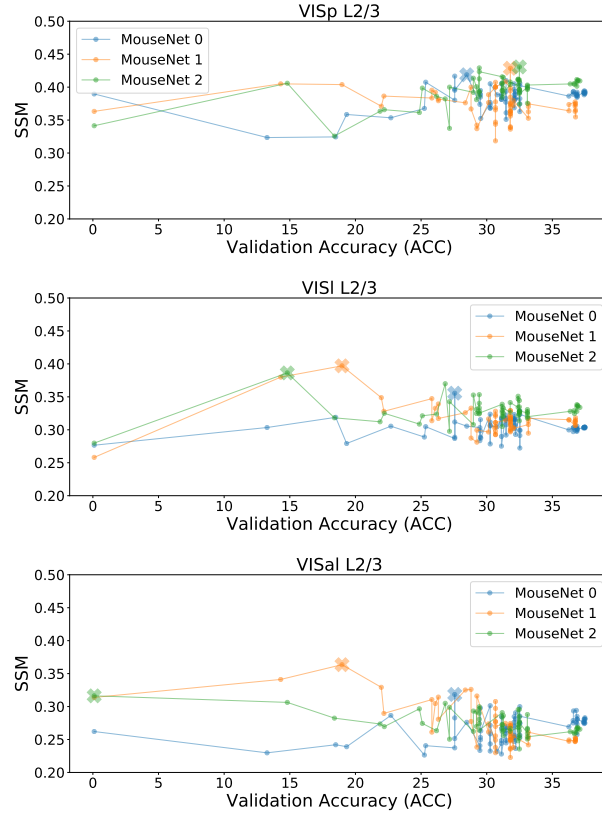 VISp L2/3
0.50
0.45
0.40
0.35
0.30
0.25
0.20
SSM
MouseNet 0
MouseNet 1
MouseNet 2
0 5 10 15 20 25 30 35
Validation Accuracy (ACC)
VISl L2/3
0.50
0.45
0.40
0.35
0.30
0.25
0.20
SSM
MouseNet 0
MouseNet 1
MouseNet 2
0 5 10 15 20 25 30 35
Validation Accuracy (ACC)
VISal L2/3
0.50
0.45
0.40
0.35
0.30
0.25
0.20
SSM
MouseNet 0
MouseNet 1
MouseNet 2
0 5 10 15 20 25 30 35
Validation Accuracy (ACC)